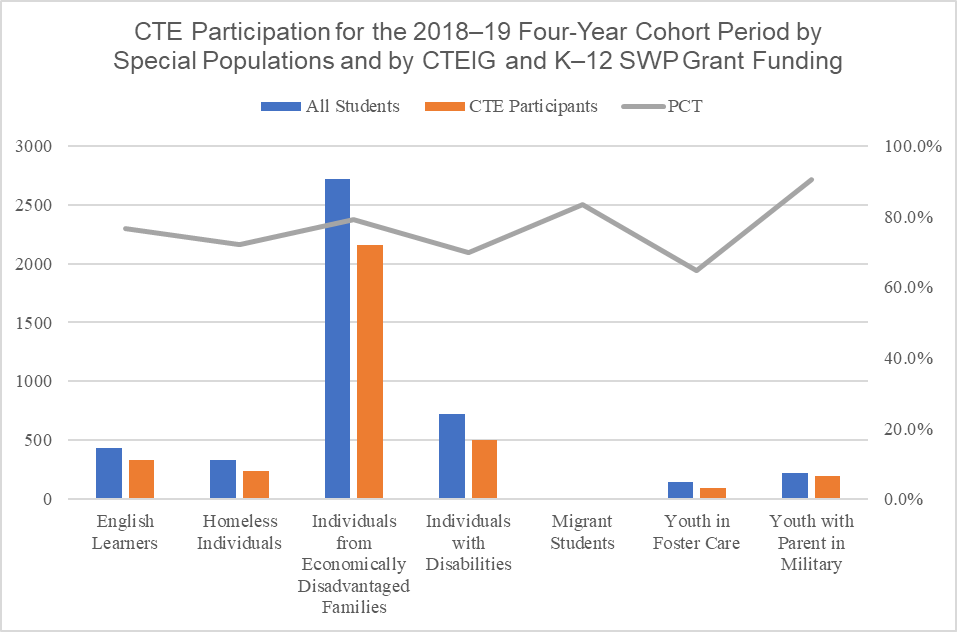 CTE Participation for the 2018–19 Four-Year Cohort Period by
Special Populations and by CTEIG and K–12 SWP Grant Funding
All Students CTE Participants PCT
3000 100.0%
2500 80.0%
2000 60.0%
1500 40.0%
1000 20.0%
500 0.0%
0
English
Learners
Homeless
Individuals
Individuals
from
Economically
Disadvantaged
Families
Individuals
with
Disabilities
Migrant
Students
Youth in
Foster Care
Youth with
Parent in
Military